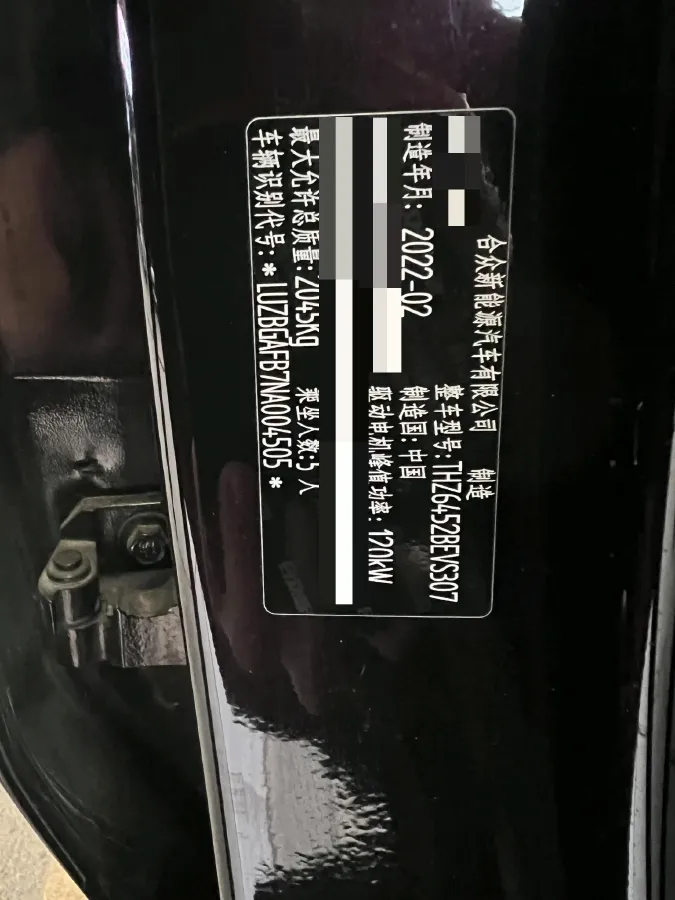 合众新能源汽车有限公司 制造
整车型号：THZ6452BEVS307
制造年月：2022-02 制造国：中国
驱动电机峰值功率：120kW
最大允许总质量：2045kg 乘坐人数：5人
车辆识别代号：*LUZBGAFB7NA004505*